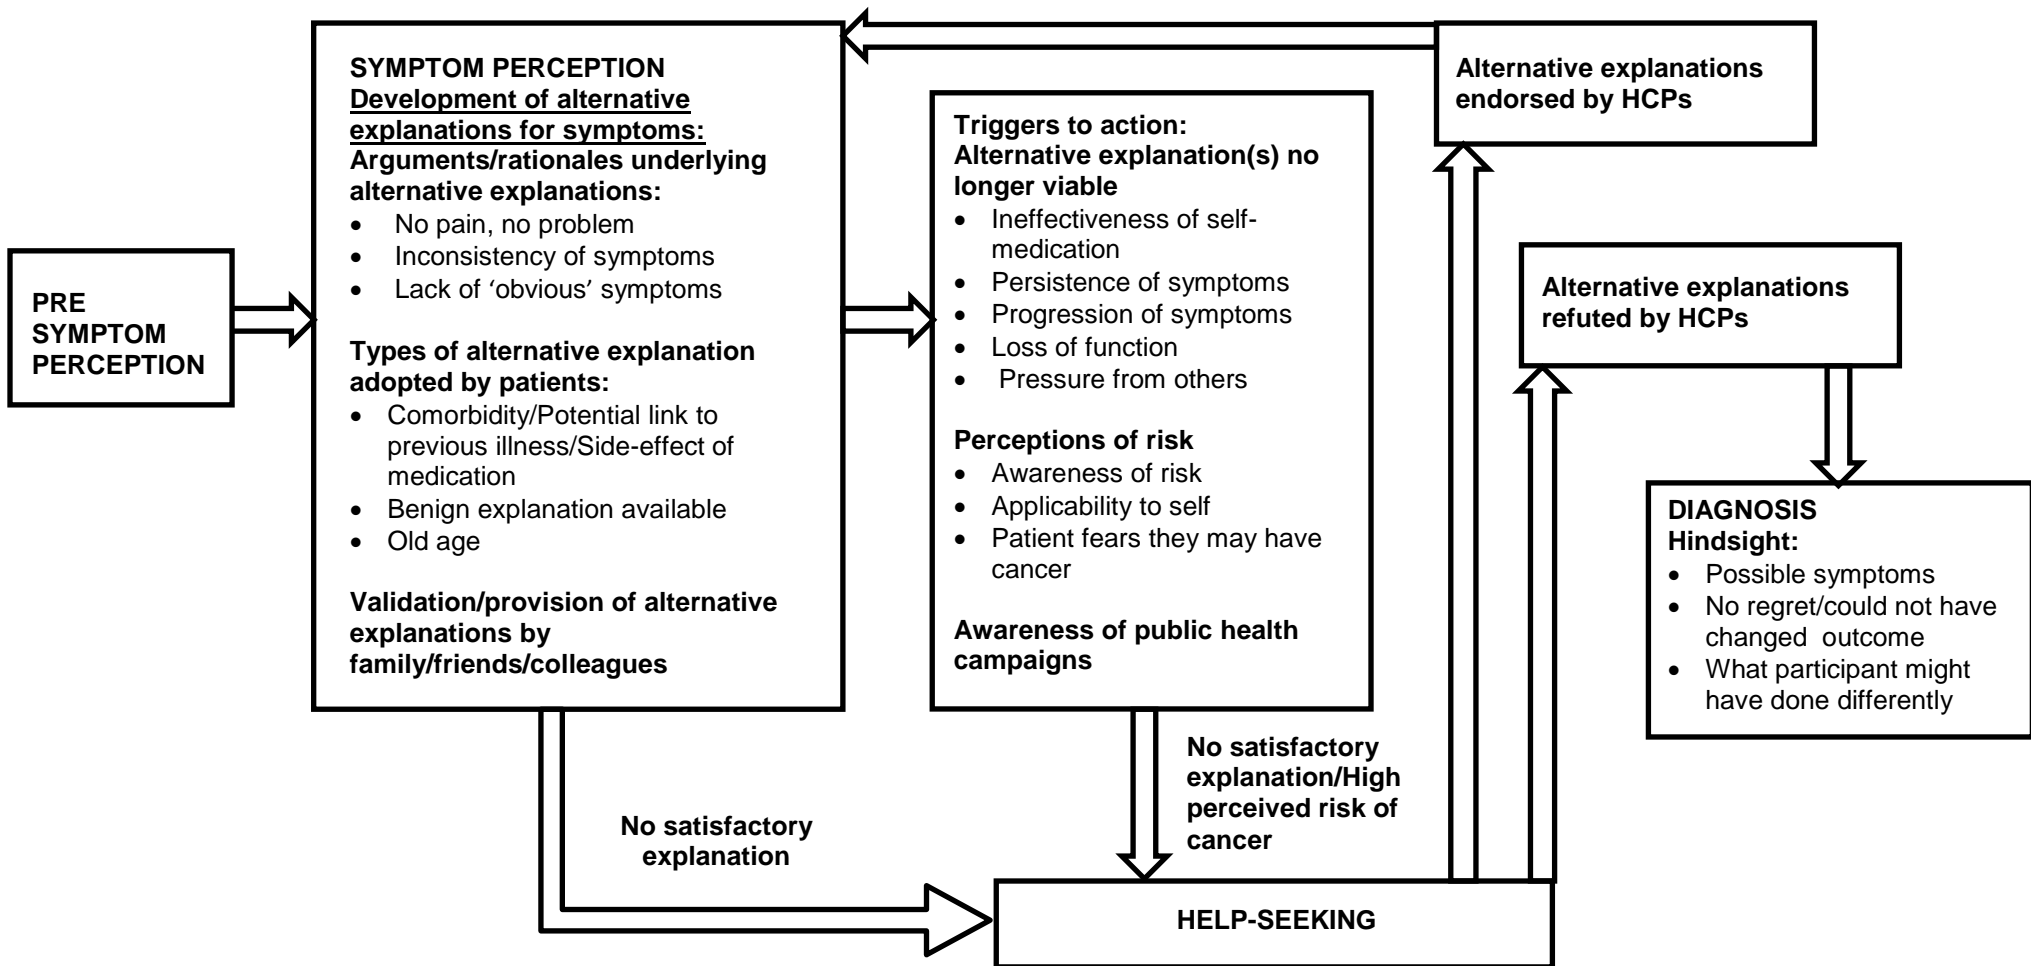 PRE
SYMPTOM
PERCEPTION
SYMPTOM PERCEPTION
Development of alternative
explanations for symptoms:
Arguments/rationales underlying
alternative explanations:
• No pain, no problem
• Inconsistency of symptoms
• Lack of ‘obvious’ symptoms
Types of alternative explanation
adopted by patients:
• Comorbidity/Potential link to
previous illness/Side-effect of
medication
• Benign explanation available
• Old age
Validation/provision of alternative
explanations by
family/friends/colleagues
Triggers to action:
Alternative explanation(s) no
longer viable
• Ineffectiveness of self-
medication
• Persistence of symptoms
• Progression of symptoms
• Loss of function
• Pressure from others
Perceptions of risk
• Awareness of risk
• Applicability to self
• Patient fears they may have
cancer
Awareness of public health
campaigns
Alternative explanations
endorsed by HCPs
Alternative explanations
refuted by HCPs
DIAGNOSIS
Hindsight:
• Possible symptoms
• No regret/could not have
changed outcome
• What participant might
have done differently
No satisfactory
explanation/High
perceived risk of
cancer
No satisfactory
explanation
HELP-SEEKING